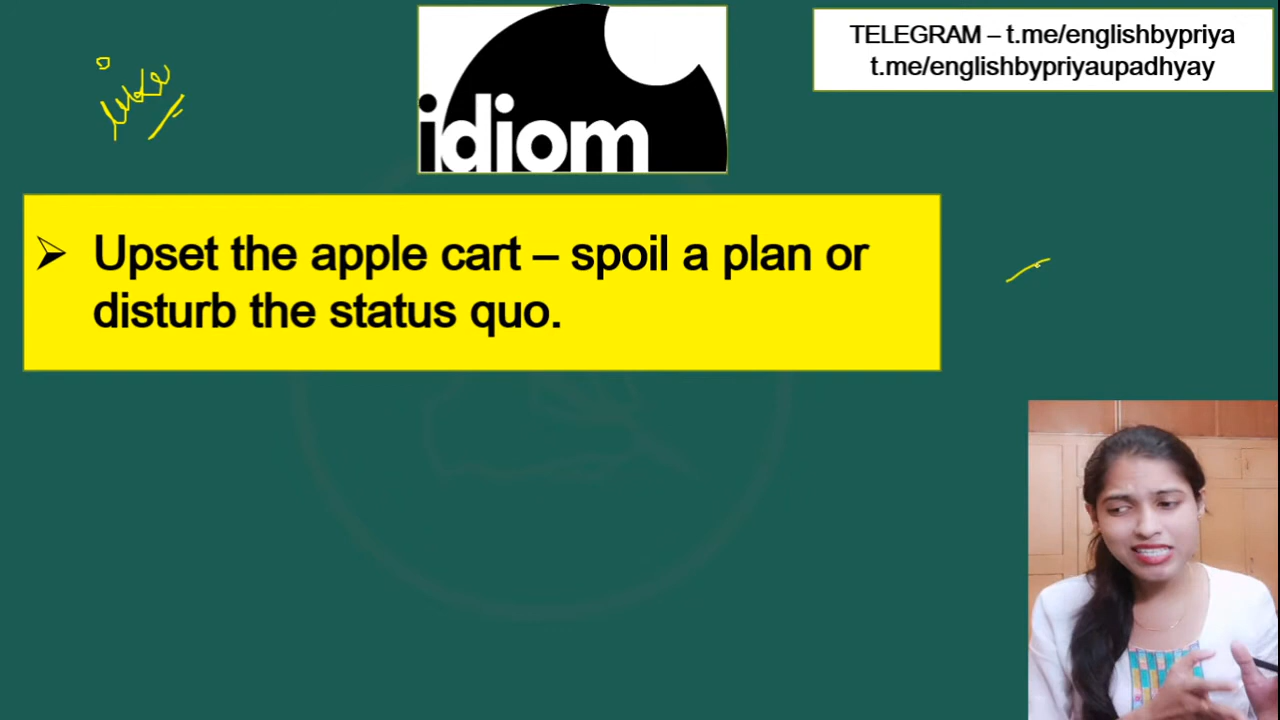 idiom
TELEGRAM – t.me/englishbypriya
t.me/englishbypriyaupadhyay
➢ Upset the apple cart – spoil a plan or
disturb the status quo.